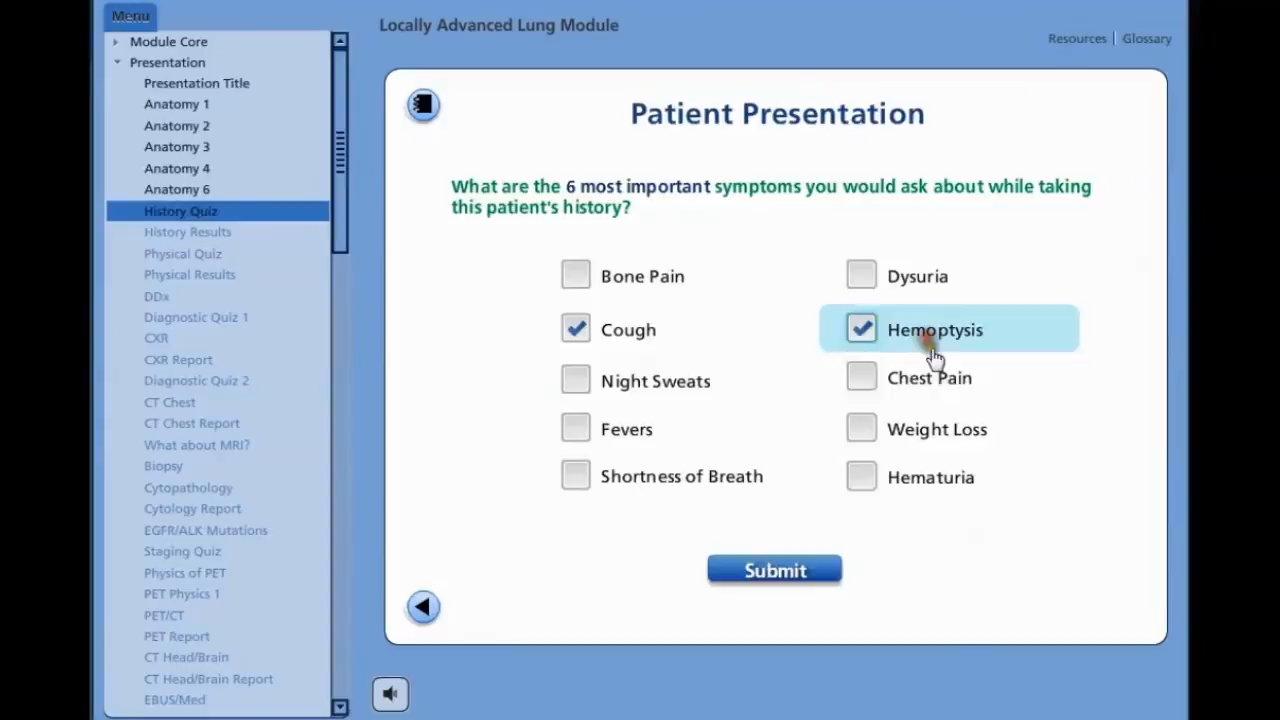 Menu
Module Core
Presentation
Presentation Title
Anatomy 1
Anatomy 2
Anatomy 3
Anatomy 4
Anatomy 6
History Quiz
History Results
Physical Quiz
Physical Results
DDx
Diagnostic Quiz 1
CXR
CXR Report
Diagnostic Quiz 2
CT Chest
CT Chest Report
What about MRI?
Biopsy
Cytopathology
Cytology Report
EGFR/ALK Mutations
Staging Quiz
Physics of PET
PET Physics 1
PET/CT
PET Report
CT Head/Brain
CT Head/Brain Report
EBUS/Med
Locally Advanced Lung Module
Resources | Glossary
Patient Presentation
What are the 6 most important symptoms you would ask about while taking
this patient's history?
Bone Pain
Cough
Night Sweats
Fevers
Shortness of Breath
Dysuria
Hemoptysis
Chest Pain
Weight Loss
Hematuria
Submit